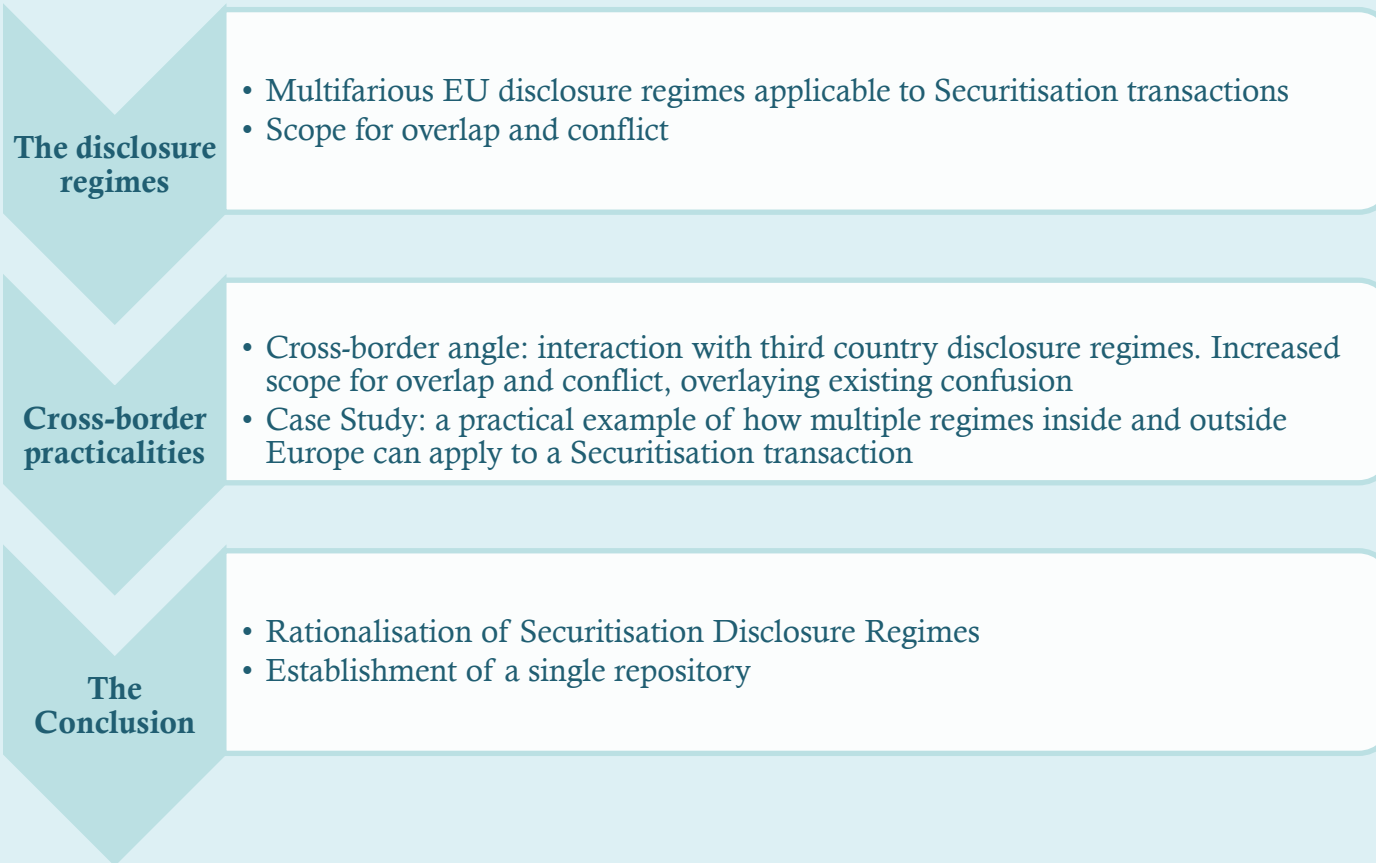 The disclosure
regimes
• Multifarious EU disclosure regimes applicable to Securitisation transactions
• Scope for overlap and conflict
Cross-border
practicalities
• Cross-border angle: interaction with third country disclosure regimes. Increased
scope for overlap and conflict, overlaying existing confusion
• Case Study: a practical example of how multiple regimes inside and outside
Europe can apply to a Securitisation transaction
The
Conclusion
• Rationalisation of Securitisation Disclosure Regimes
• Establishment of a single repository